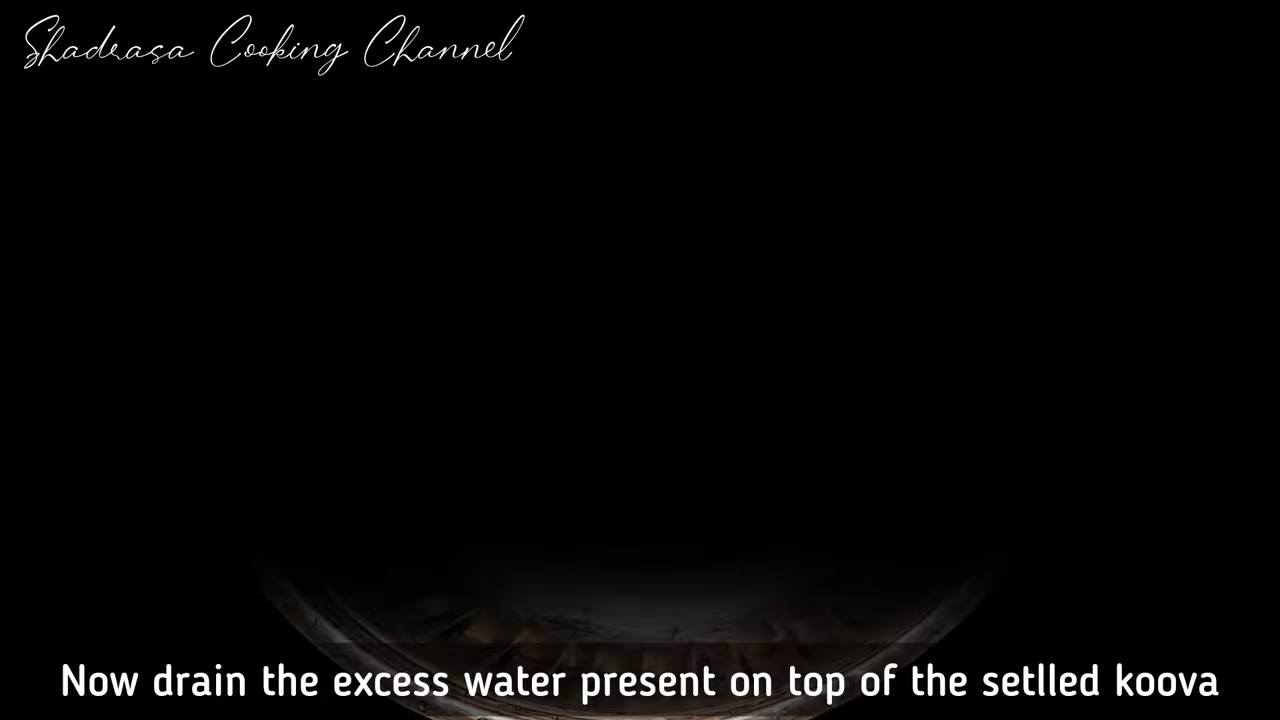 Shadrasa Cooking Channel
Now drain the excess water present on top of the setlled koova